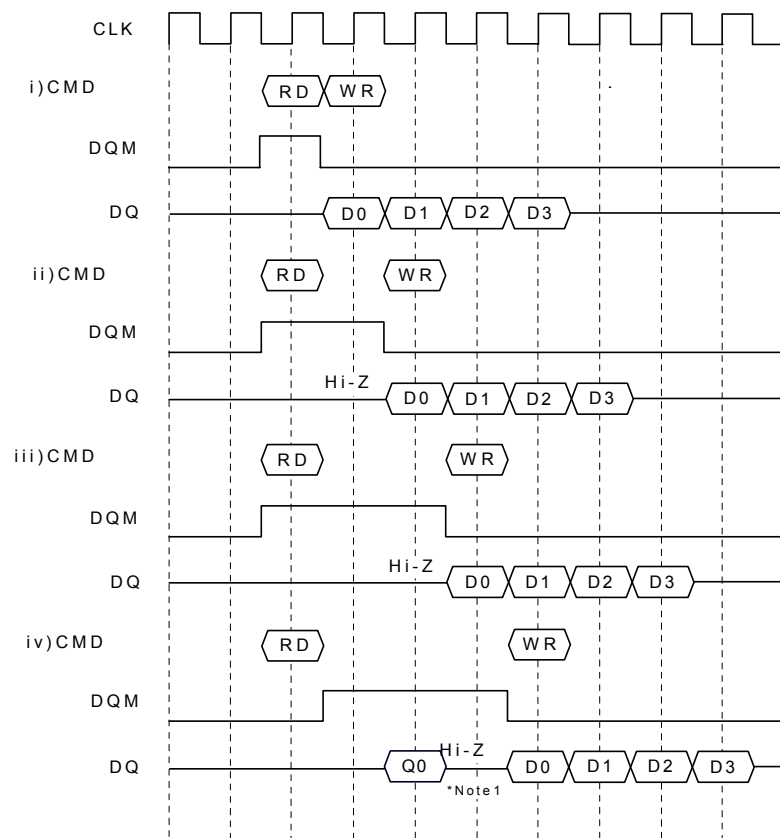 CLK
i)CMD RD WR
DQM
DQ D0 D1 D2 D3
ii)CMD RD WR
DQM
Hi-Z
DQ D0 D1 D2 D3
iii)CMD RD WR
DQM
Hi-Z
DQ D0 D1 D2 D3
iv)CMD RD WR
DQM
Hi-Z
DQ Q0 D0 D1 D2 D3
*Note1